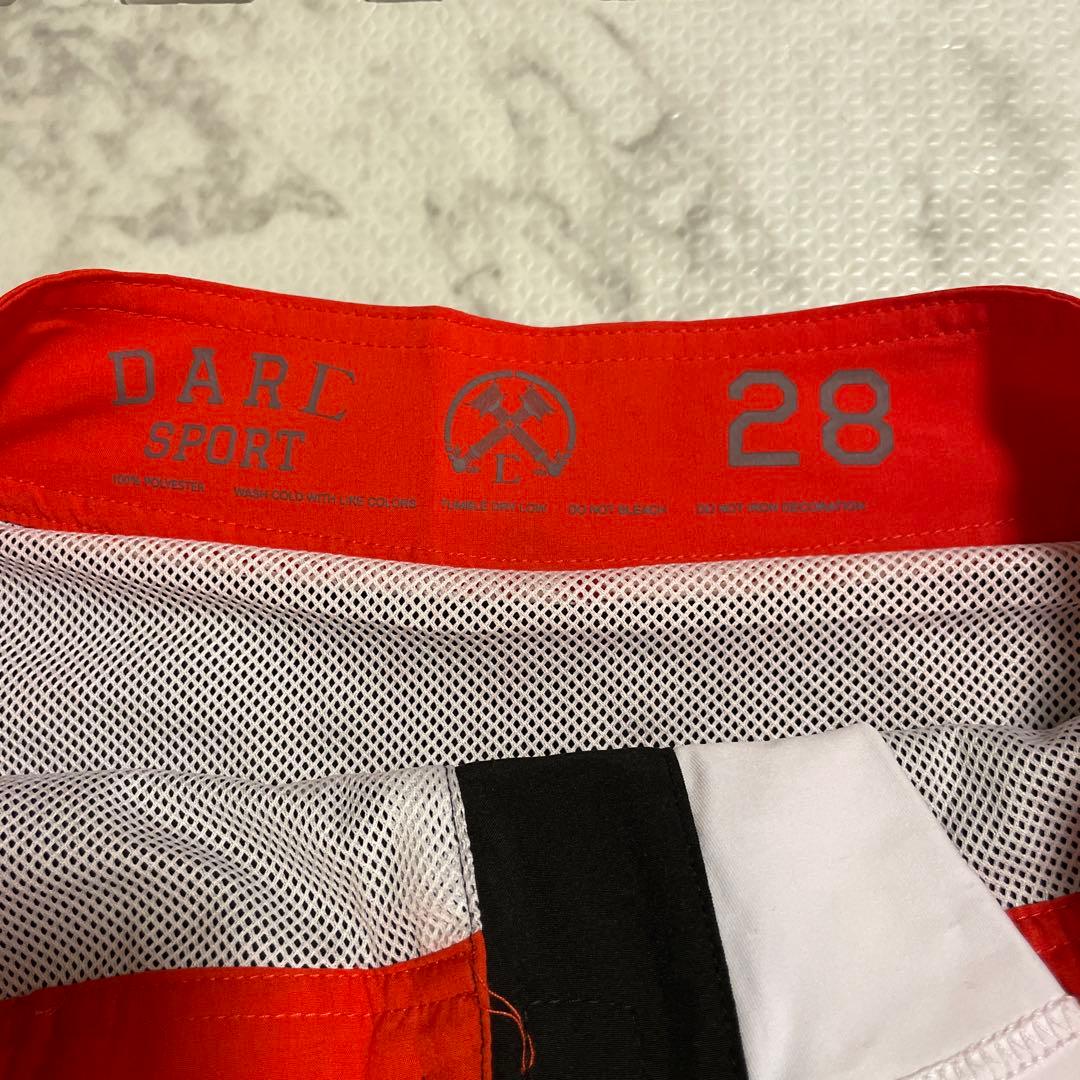 DARC
SPORT
28
100% POLYESTER WASH COLD WITH LIKE COLORS TUMBLE DRY LOW DO NOT BLEACH DO NOT IRON DECORATION